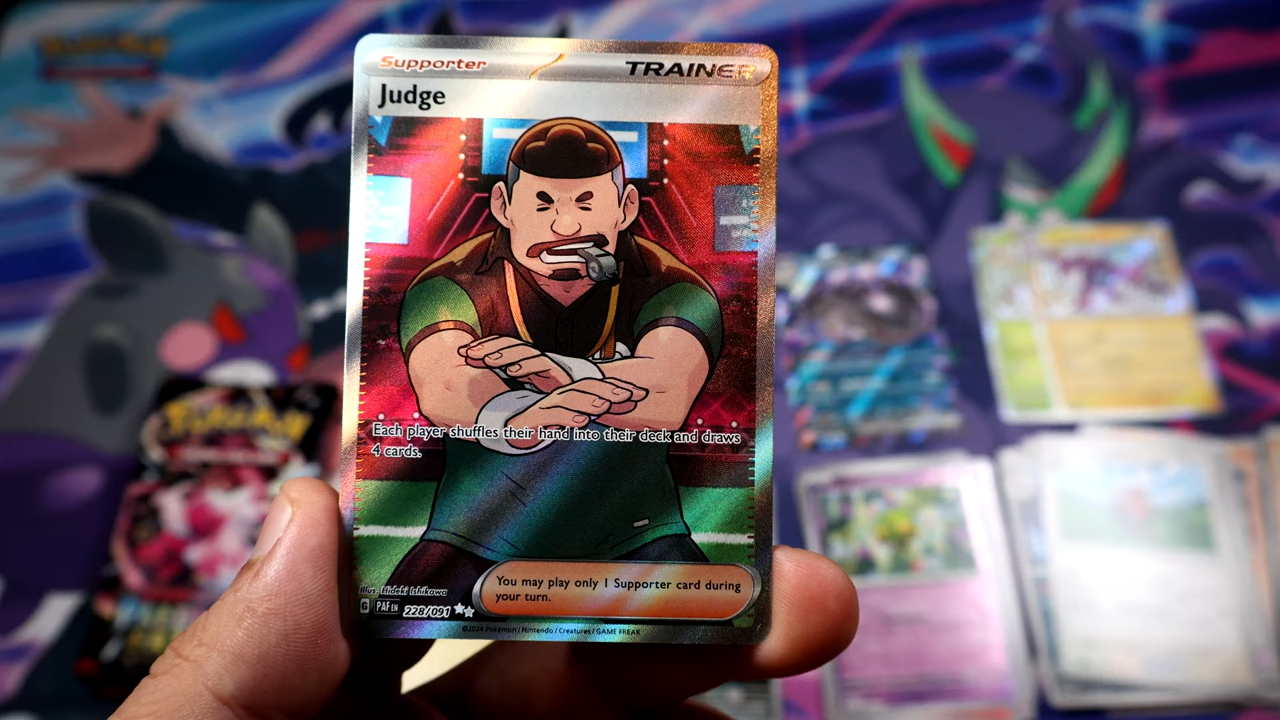 Pokémon
Supporter
TRAINER
Judge
Each player shuffles their hand into their deck and draws
4 cards.
You may play only 1 Supporter card during
your turn.
Illus. Hideki Ishikawa
G PAF EN 228/091
©2024 Pokémon / Nintendo / Creatures / GAME FREAK
Pokémon